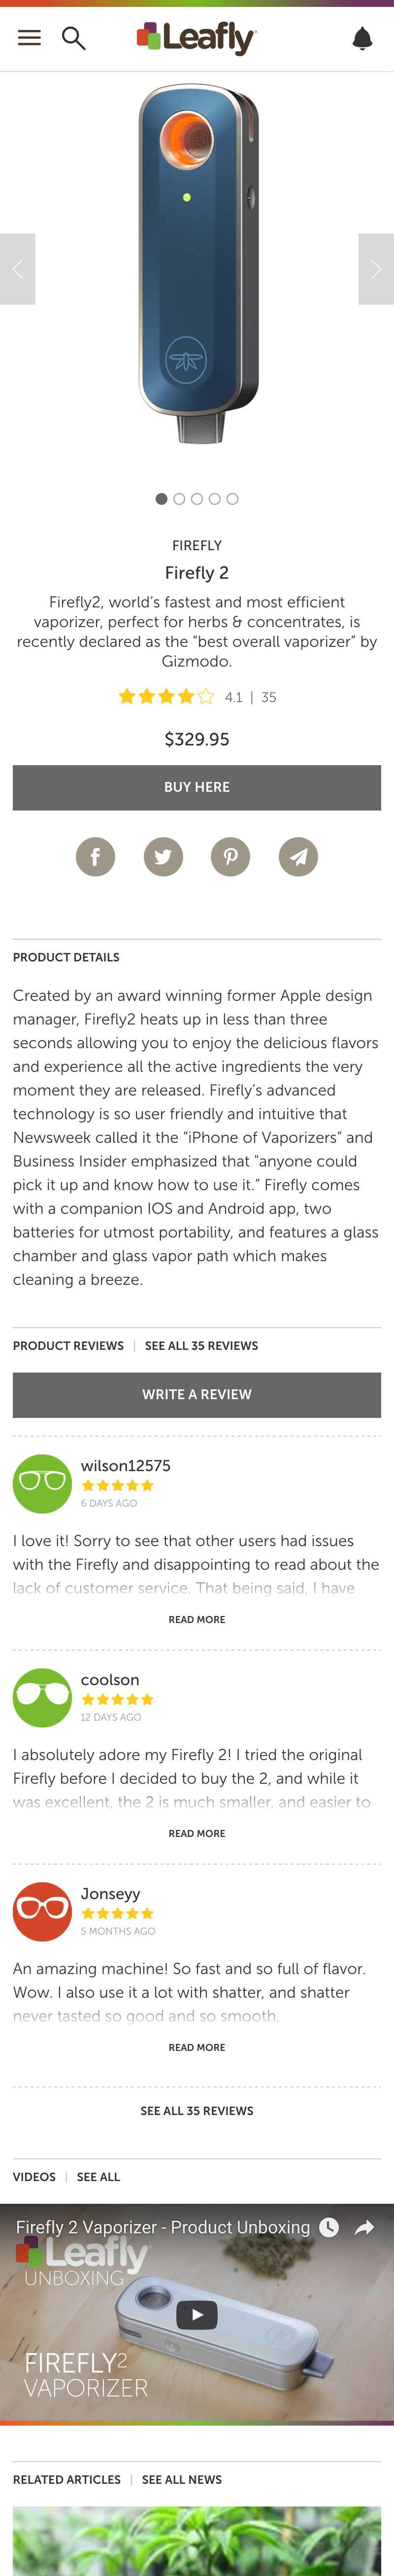 Leafly
FIREFLY
Firefly 2
Firefly2, world's fastest and most efficient
vaporizer, perfect for herbs & concentrates, is
recently declared as the “best overall vaporizer” by
Gizmodo.
4.1 | 35
$329.95
BUY HERE
PRODUCT DETAILS
Created by an award winning former Apple design
manager, Firefly2 heats up in less than three
seconds allowing you to enjoy the delicious flavors
and experience all the active ingredients the very
moment they are released. Firefly’s advanced
technology is so user friendly and intuitive that
Newsweek called it the “iPhone of Vaporizers” and
Business Insider emphasized that "anyone could
pick it up and know how to use it.” Firefly comes
with a companion IOS and Android app, two
batteries for utmost portability, and features a glass
chamber and glass vapor path which makes
cleaning a breeze.
PRODUCT REVIEWS | SEE ALL 35 REVIEWS
WRITE A REVIEW
wilson12575
6 DAYS AGO
I love it! Sorry to see that other users had issues
with the Firefly and disappointing to read about the
lack of customer service. That being said, I have
READ MORE
coolson
12 DAYS AGO
I absolutely adore my Firefly 2! I tried the original
Firefly before I decided to buy the 2, and while it
was excellent, the 2 is much smaller, and easier to
READ MORE
Jonseyy
5 MONTHS AGO
An amazing machine! So fast and so full of flavor.
Wow. I also use it a lot with shatter, and shatter
never tasted so good and so smooth.
READ MORE
SEE ALL 35 REVIEWS
VIDEOS | SEE ALL
Firefly 2 Vaporizer - Product Unboxing
Leafly
UNBOXING
FIREFLY2
VAPORIZER
RELATED ARTICLES | SEE ALL NEWS